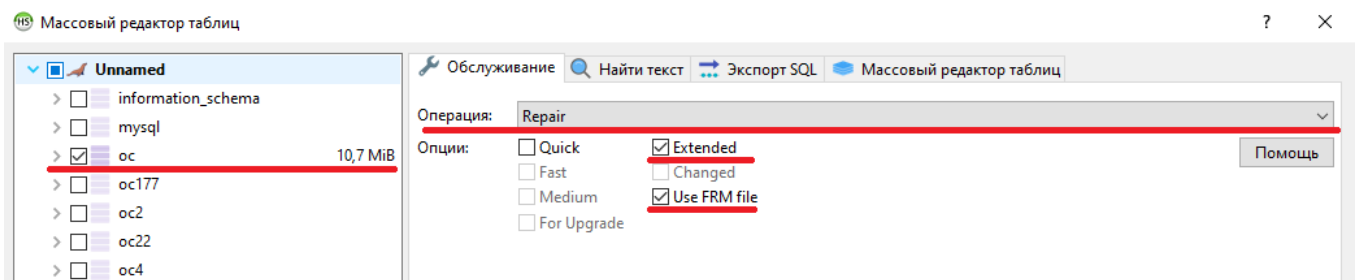 HS Массовый редактор таблиц ? ×
Unnamed
information_schema
mysql
oc 10,7 MiB
oc177
oc2
oc22
oc4
Обслуживание Найти текст Экспорт SQL Массовый редактор таблиц
Операция: Repair
Опции: Quick Extended Помощь
Fast Changed
Medium Use FRM file
For Upgrade